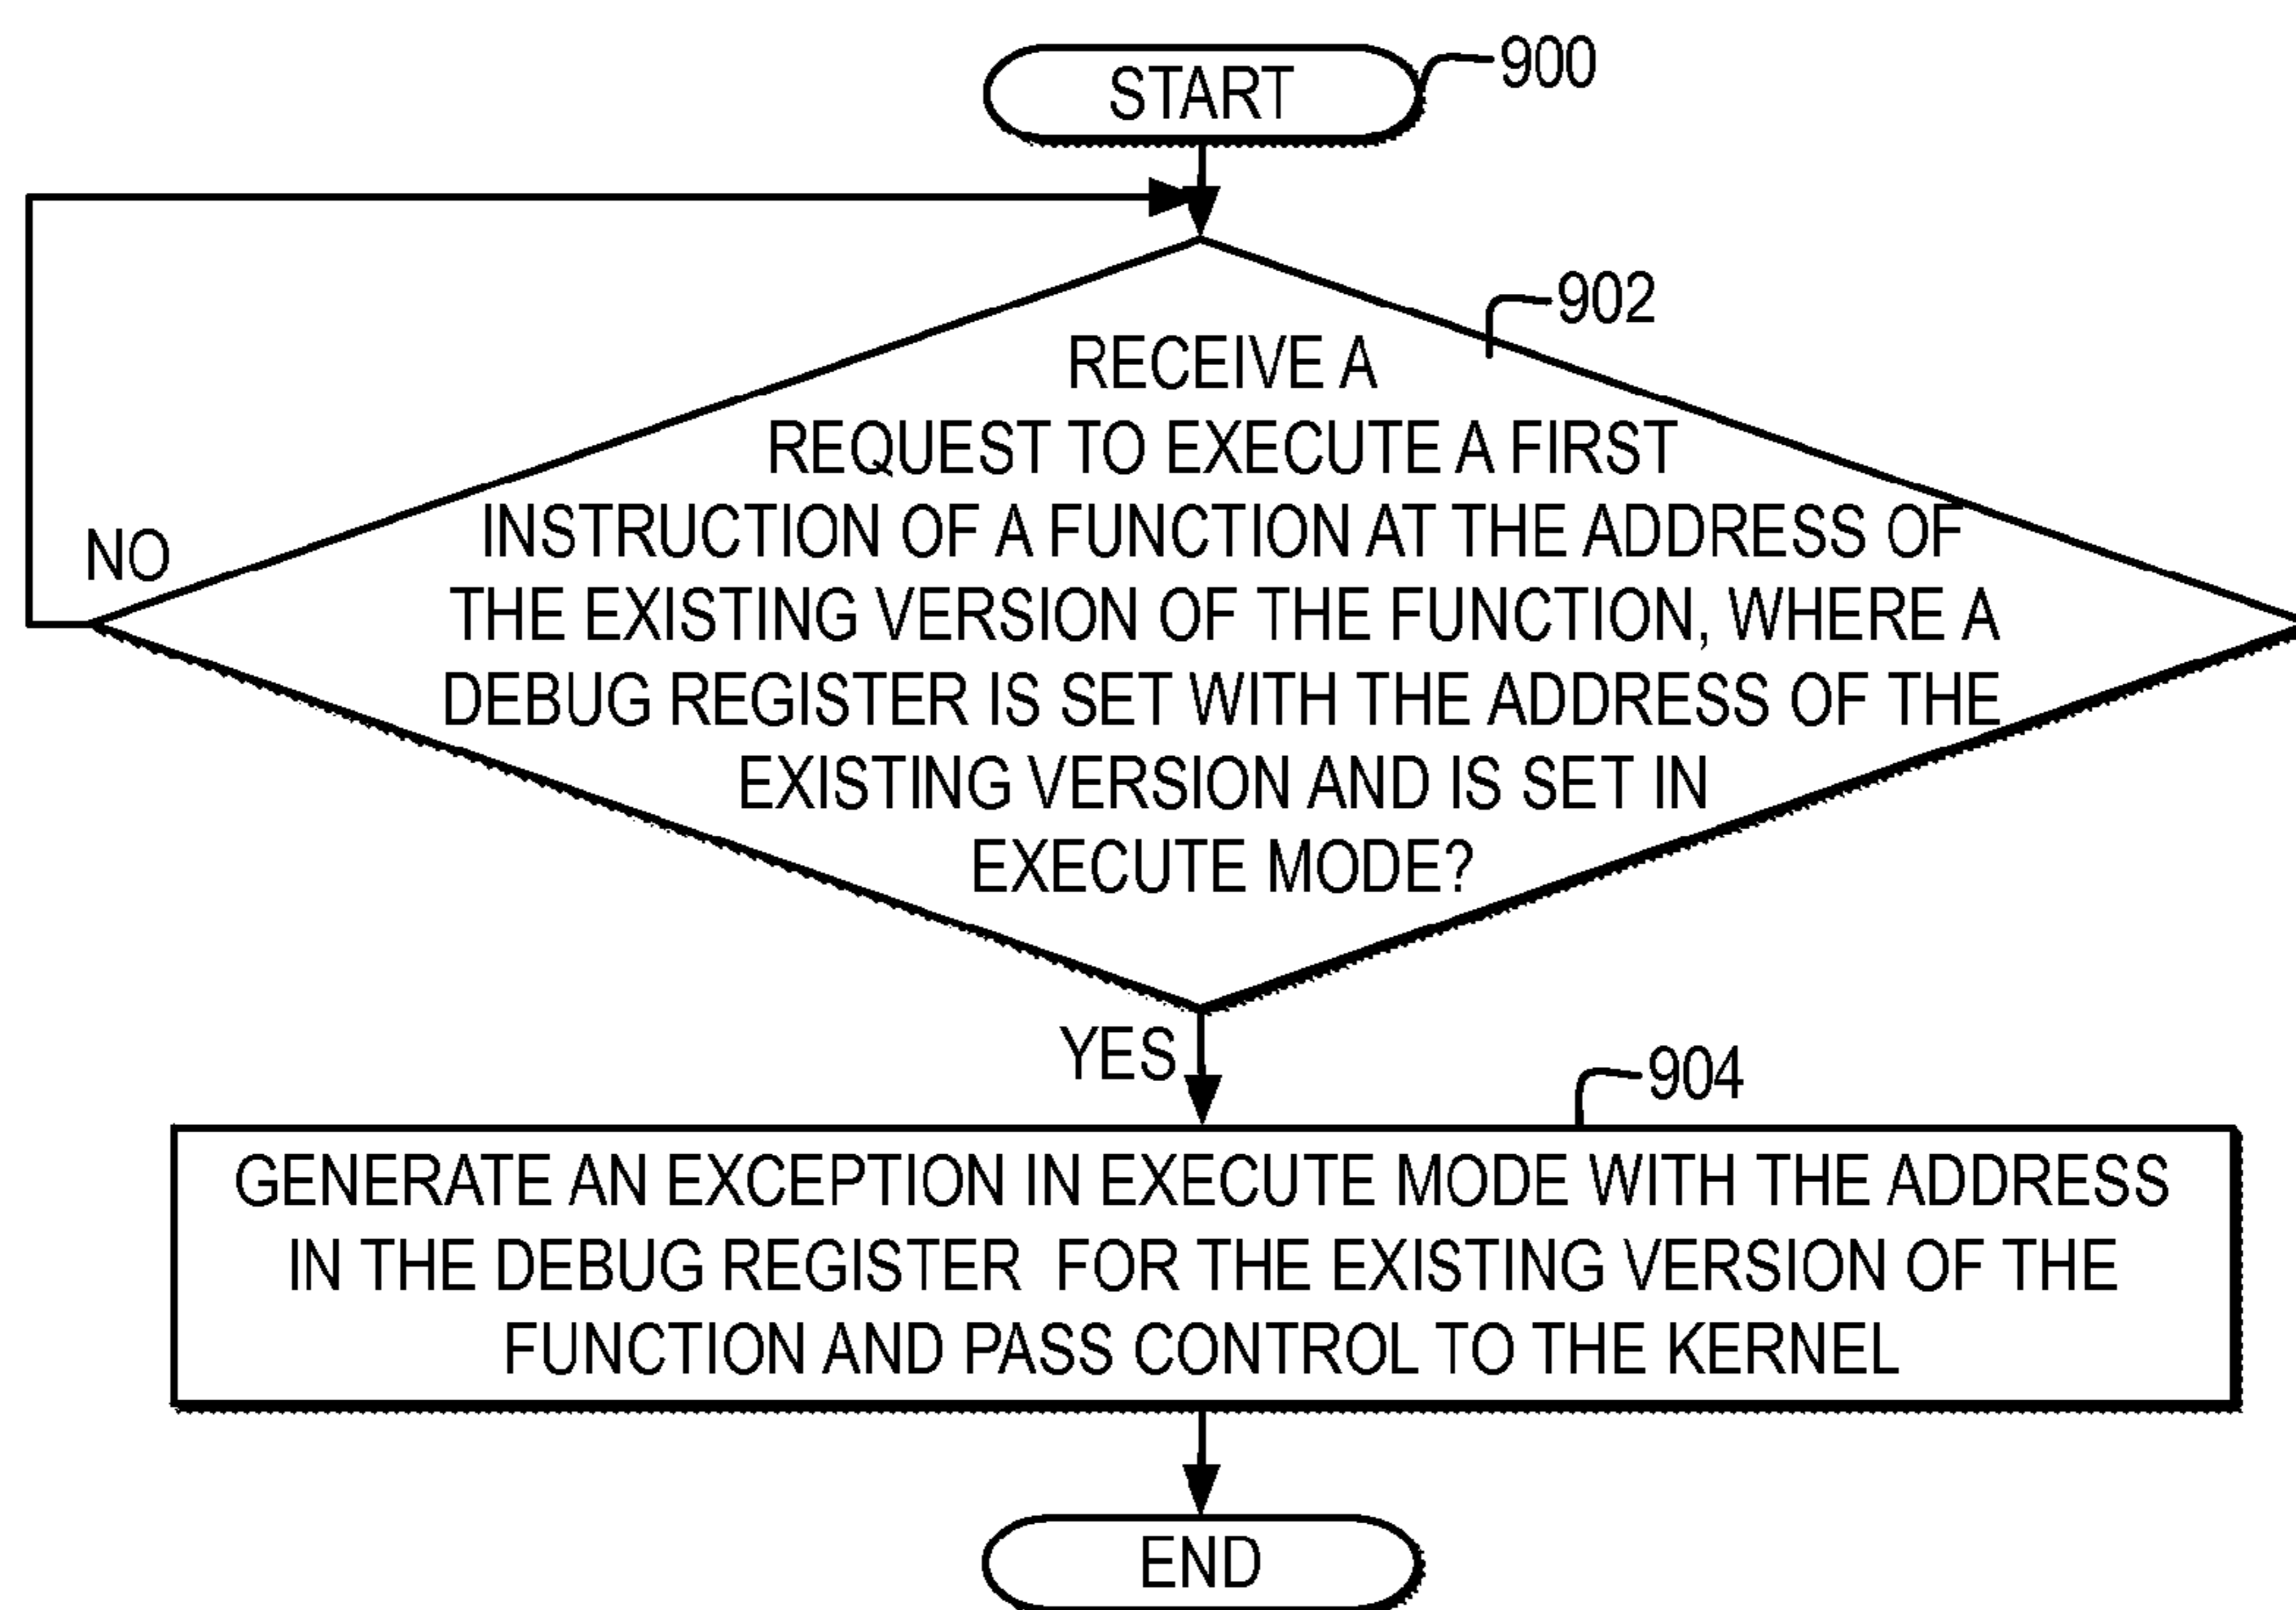 START
900
902
RECEIVE A
REQUEST TO EXECUTE A FIRST
INSTRUCTION OF A FUNCTION AT THE ADDRESS OF
THE EXISTING VERSION OF THE FUNCTION, WHERE A
DEBUG REGISTER IS SET WITH THE ADDRESS OF THE
EXISTING VERSION AND IS SET IN
EXECUTE MODE?
NO
YES
904
GENERATE AN EXCEPTION IN EXECUTE MODE WITH THE ADDRESS
IN THE DEBUG REGISTER FOR THE EXISTING VERSION OF THE
FUNCTION AND PASS CONTROL TO THE KERNEL
END